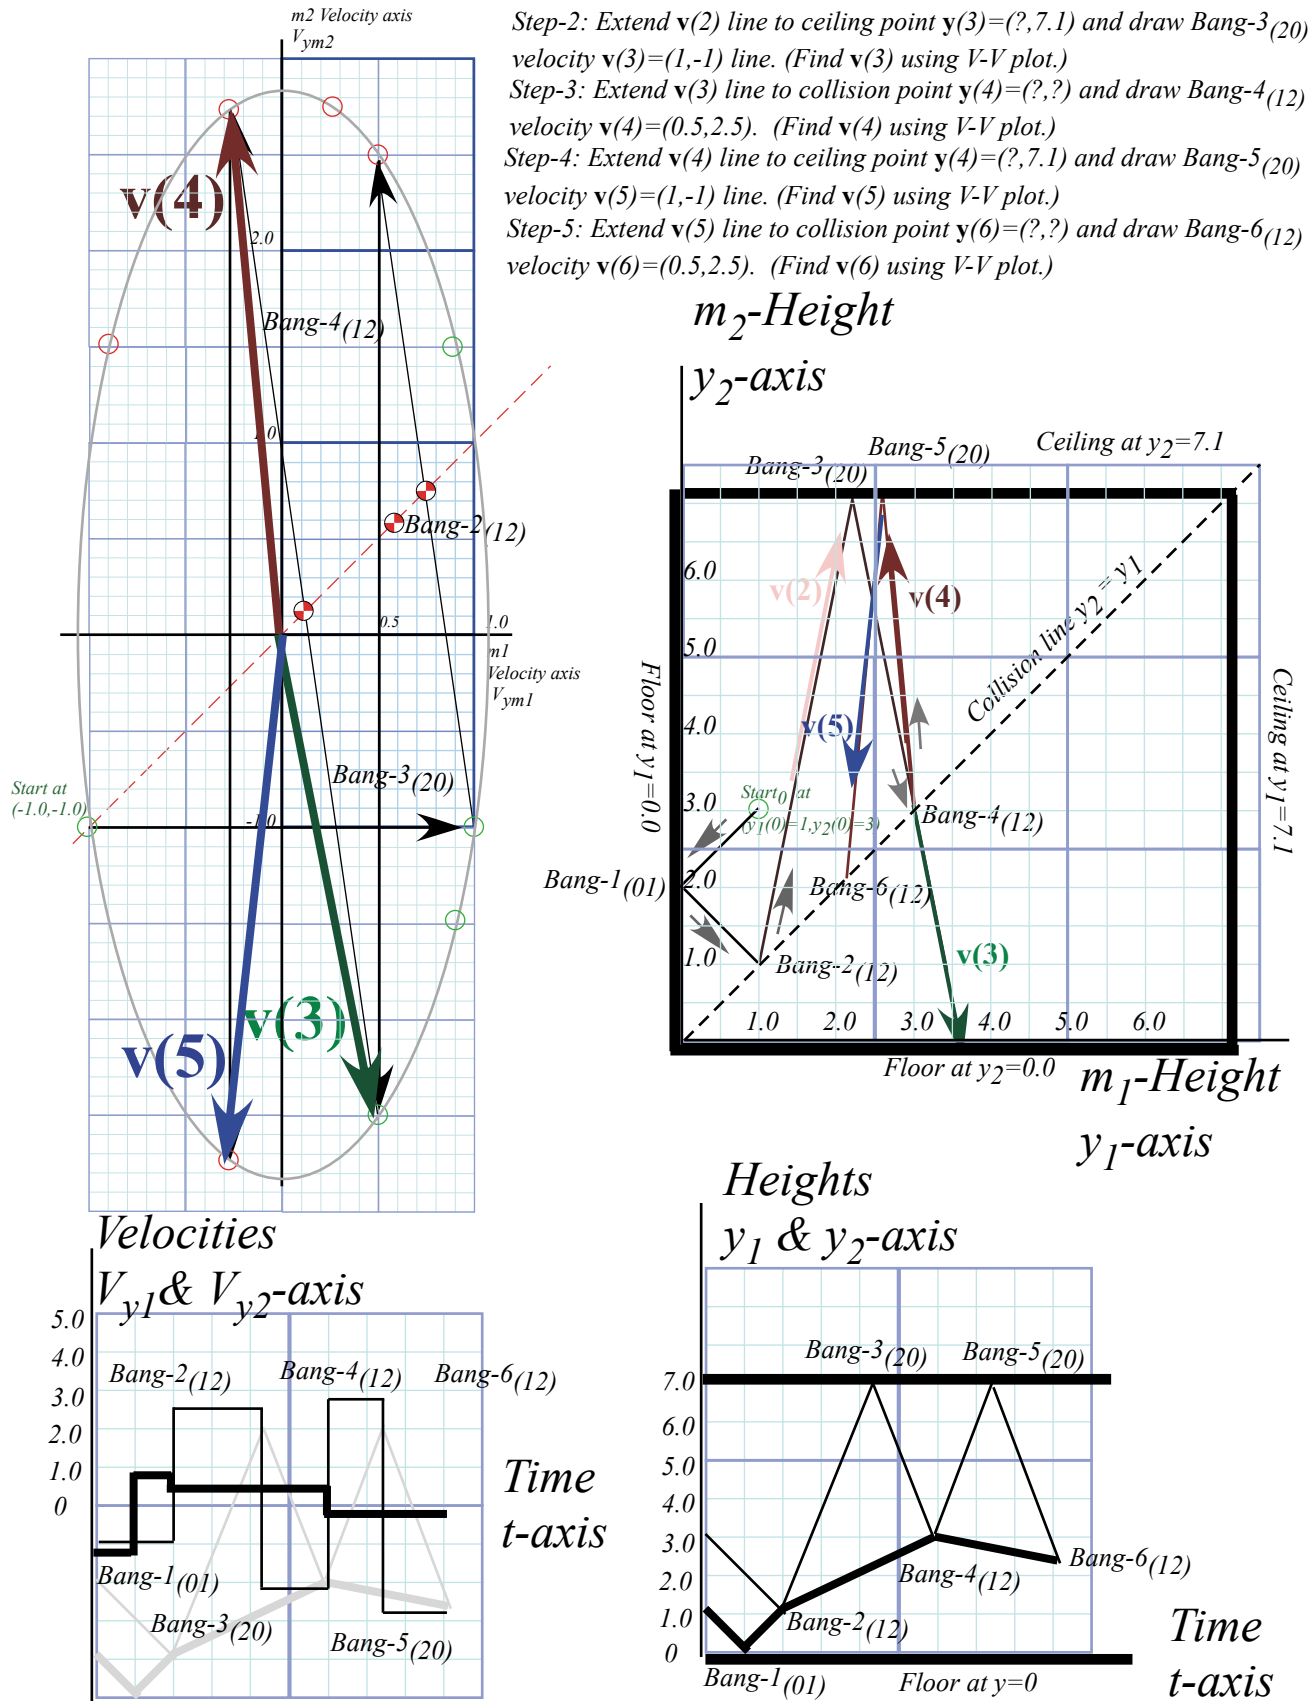 m2 Velocity axis
V_ym2
Step-2: Extend v(2) line to ceiling point y(3)=(?,7.1) and draw Bang-3(20)
velocity v(3)=(1,-1) line. (Find v(3) using V-V plot.)
Step-3: Extend v(3) line to collision point y(4)=(?,?) and draw Bang-4(12)
velocity v(4)=(0.5,2.5). (Find v(4) using V-V plot.)
Step-4: Extend v(4) line to ceiling point y(4)=(?,7.1) and draw Bang-5(20)
velocity v(5)=(1,-1) line. (Find v(5) using V-V plot.)
Step-5: Extend v(5) line to collision point y(6)=(?,?) and draw Bang-6(12)
velocity v(6)=(0.5,2.5). (Find v(6) using V-V plot.)
v(4)
2.0
Bang-4(12)
1.0
Bang-2(12)
0.5
1.0
m1
Velocity axis
V_ym1
Bang-3(20)
Start at
(-1.0,-1.0)
-1.0
v(3)
v(5)
m2-Height
y2-axis
Bang-5(20)
Bang-3(20)
Ceiling at y2=7.1
6.0
v(2)
v(4)
5.0
Collision line y2 = y1
Floor at y1=0.0
Ceiling at y1=7.1
4.0
v(5)
3.0
Start0 at
(y1(0)=1,y2(0)=3)
Bang-4(12)
Bang-1(01)
2.0
Bang-6(12)
1.0
Bang-2(12)
v(3)
1.0 2.0 3.0 4.0 5.0 6.0
Floor at y2=0.0
m1-Height
y1-axis
Velocities
Vy1& Vy2-axis
5.0
4.0
3.0
2.0
1.0
0
Bang-2(12)
Bang-4(12)
Bang-6(12)
Time
t-axis
Bang-1(01)
Bang-3(20)
Bang-5(20)
Heights
y1 & y2-axis
Bang-3(20)
Bang-5(20)
7.0
6.0
5.0
4.0
3.0
2.0
1.0
0
Bang-6(12)
Bang-4(12)
Bang-2(12)
Bang-1(01)
Floor at y=0
Time
t-axis